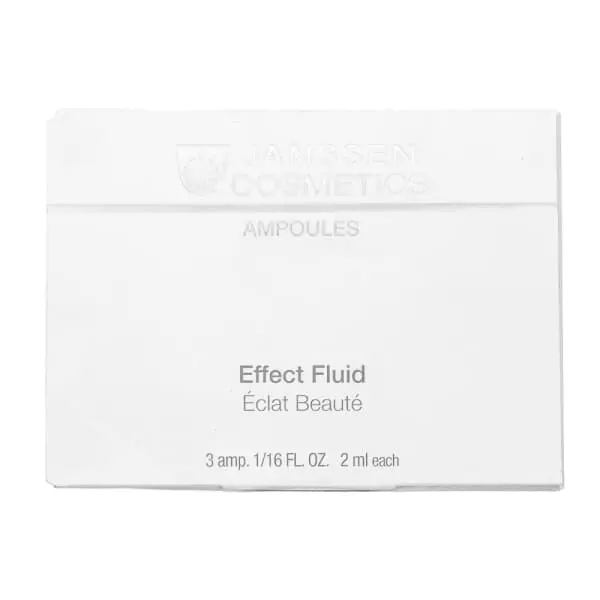 JANSSEN
COSMETICS
AMPOULES
Effect Fluid
Éclat Beauté
3 amp. 1/16 FL. OZ. 2 ml each